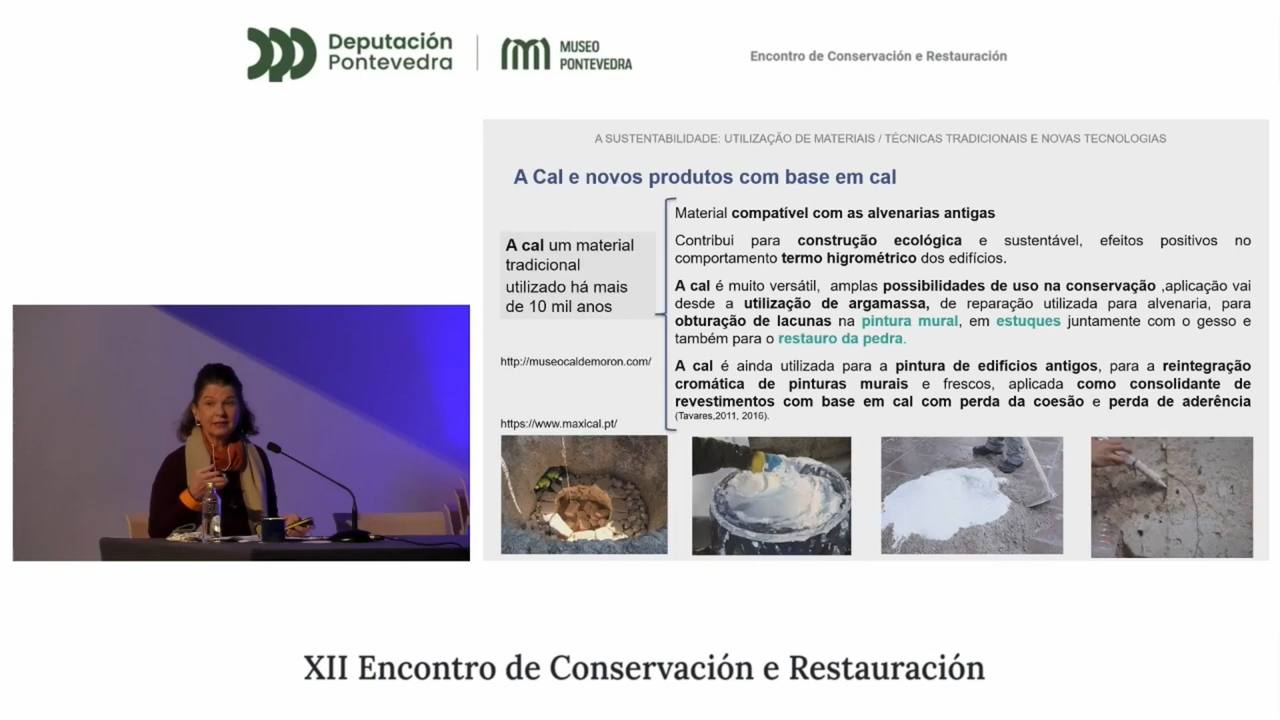 Deputación
Pontevedra
MUSEO
PONTEVEDRA
Encontro de Conservación e Restauración
A SUSTENTABILIDADE: UTILIZAÇÃO DE MATERIAIS / TÉCNICAS TRADICIONAIS E NOVAS TECNOLOGIAS
A Cal e novos produtos com base em cal
A cal um material
tradicional
utilizado há mais
de 10 mil anos
http://museocaldemoron.com/
https://www.maxical.pt/
Material compatível com as alvenarias antigas
Contribui para construção ecológica e sustentável, efeitos positivos no
comportamento termo higrométrico dos edifícios.
A cal é muito versátil, amplas possibilidades de uso na conservação ,aplicação vai
desde a utilização de argamassa, de reparação utilizada para alvenaria, para
obturação de lacunas na pintura mural, em estuques juntamente com o gesso e
também para o restauro da pedra.
A cal é ainda utilizada para a pintura de edifícios antigos, para a reintegração
cromática de pinturas murais e frescos, aplicada como consolidante de
revestimentos com base em cal com perda da coesão e perda de aderência
(Tavares,2011, 2016).
XII Encontro de Conservación e Restauración